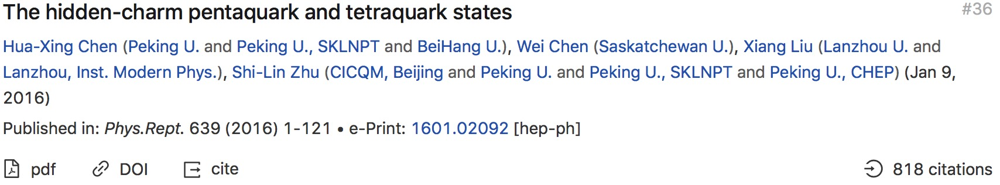 The hidden-charm pentaquark and tetraquark states #36
Hua-Xing Chen (Peking U. and Peking U., SKLNPT and BeiHang U.), Wei Chen (Saskatchewan U.), Xiang Liu (Lanzhou U. and
Lanzhou, Inst. Modern Phys.), Shi-Lin Zhu (CICQM, Beijing and Peking U. and Peking U., SKLNPT and Peking U., CHEP) (Jan 9,
2016)
Published in: Phys.Rept. 639 (2016) 1-121 • e-Print: 1601.02092 [hep-ph]
pdf DOI cite 818 citations